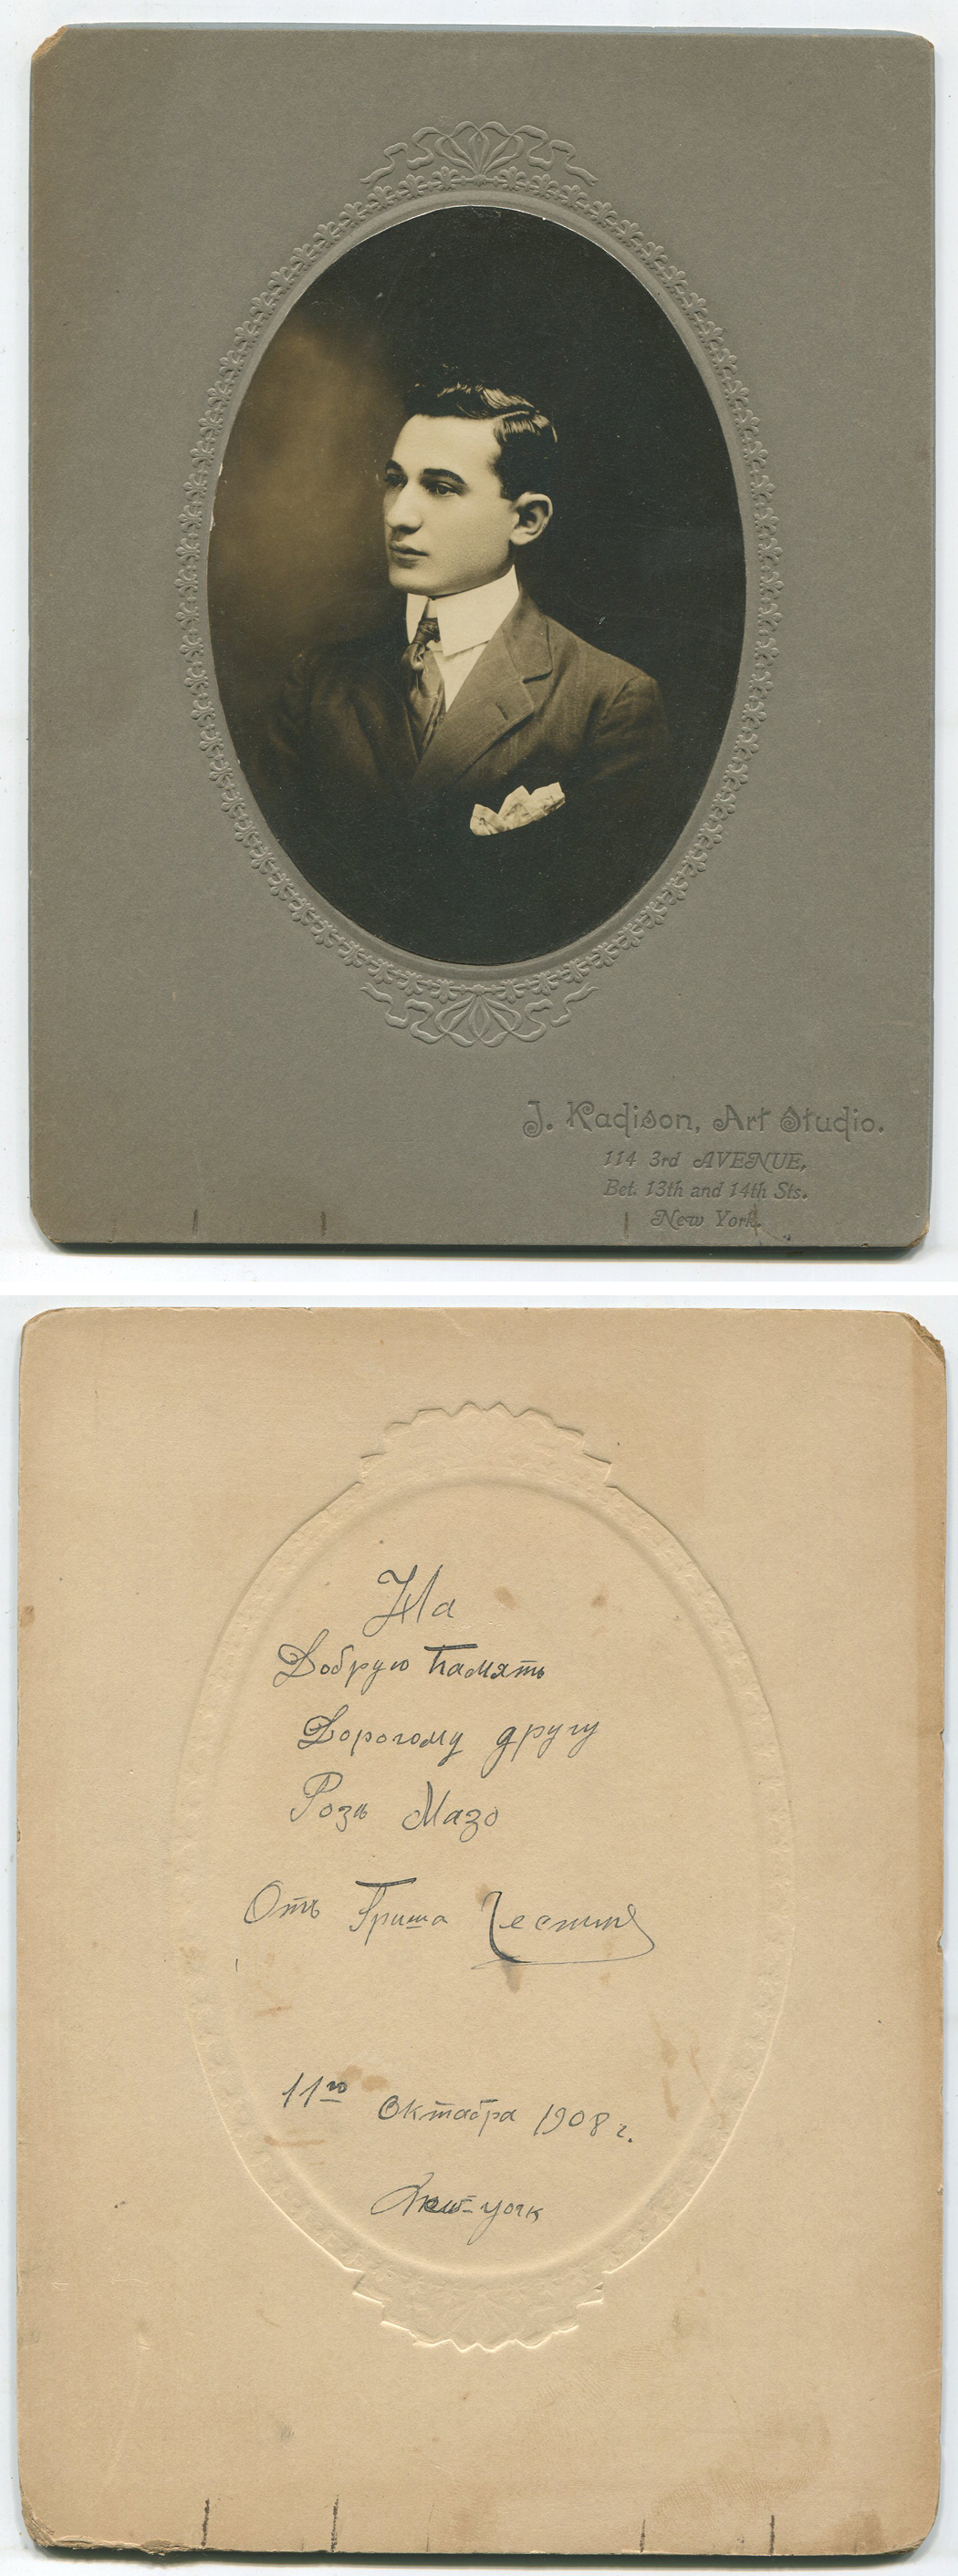 J. Kadison, Art Studio.
114 3rd AVENUE,
Bet. 13th and 14th Sts.
New York.
На
Добрую Память
Дорогому другу
Розѣ Мазо
Отъ Гриша
11го Октабра 1908 г.
New-york